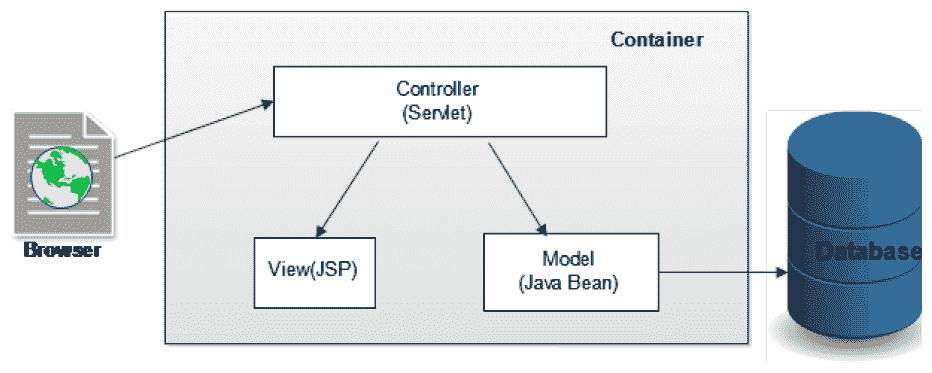 Container
Controller
(Servlet)
Browser
View(JSP)
Model
(Java Bean)
Database